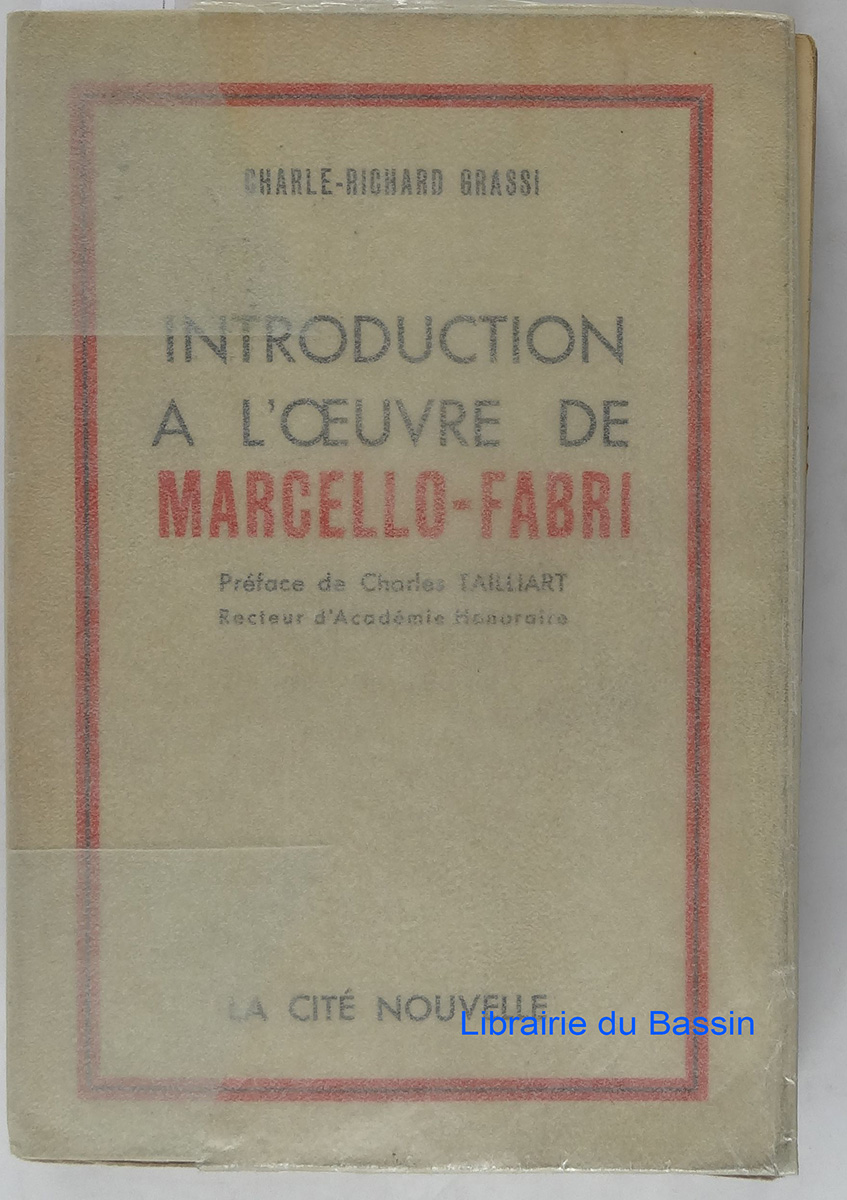 CHARLE-RICHARD GRASSI
INTRODUCTION
A L'ŒUVRE DE
MARCELLO-FABRI
Préface de Charles TAILLIART
Recteur d'Académie Honoraire
LA CITÉ NOUVELLE
Librairie du Bassin